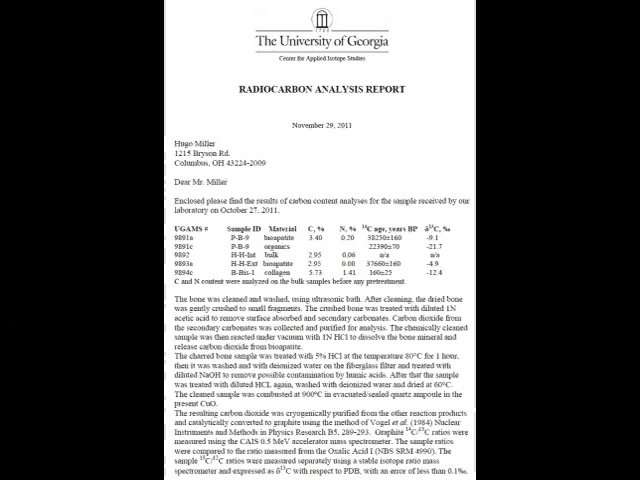 1785
The University of Georgia
Center for Applied Isotope Studies
RADIOCARBON ANALYSIS REPORT
November 29, 2011
Hugo Miller
1215 Bryson Rd.
Columbus, OH 43224-2009
Dear Mr. Miller
Enclosed please find the results of carbon content analyses for the sample received by our
laboratory on October 27, 2011.
UGAMS # Sample ID Material C, % N, % ¹⁴C age, years BP δ¹³C, ‰
9891a P-B-9 bioapatite 3.40 0.20 38250±160 -9.1
9891c P-B-9 organics 22390±70 -21.7
9892 H-H-Int bulk 2.95 0.06 n/a n/a
9893a H-H-Ext bioapatite 2.95 0.00 37660±160 -4.9
9894c B-Bis-1 collagen 5.73 1.41 160±25 -12.4
C and N content were analyzed on the bulk samples before any pretreatment.
The bone was cleaned and washed, using ultrasonic bath. After cleaning, the dried bone
was gently crushed to small fragments. The crushed bone was treated with diluted 1N
acetic acid to remove surface absorbed and secondary carbonates. Carbon dioxide from
the secondary carbonates was collected and purified for analysis. The chemically cleaned
sample was then reacted under vacuum with 1N HCl to dissolve the bone mineral and
release carbon dioxide from bioapatite.
The charred bone sample was treated with 5% HCl at the temperature 80°C for 1 hour,
then it was washed and with deionized water on the fiberglass filter and treated with
diluted NaOH to remove possible contamination by humic acids. After that the sample
was treated with diluted HCL again, washed with deionized water and dried at 60°C.
The cleaned sample was combusted at 900°C in evacuated/sealed quartz ampoule in the
present CuO.
The resulting carbon dioxide was cryogenically purified from the other reaction products
and catalytically converted to graphite using the method of Vogel et al. (1984) Nuclear
Instruments and Methods in Physics Research B5, 289-293. Graphite ¹⁴C/¹³C ratios were
measured using the CAIS 0.5 MeV accelerator mass spectrometer. The sample ratios
were compared to the ratio measured from the Oxalic Acid I (NBS SRM 4990). The
sample ¹³C/¹²C ratios were measured separately using a stable isotope ratio mass
spectrometer and expressed as δ¹³C with respect to PDB, with an error of less than 0.1‰.